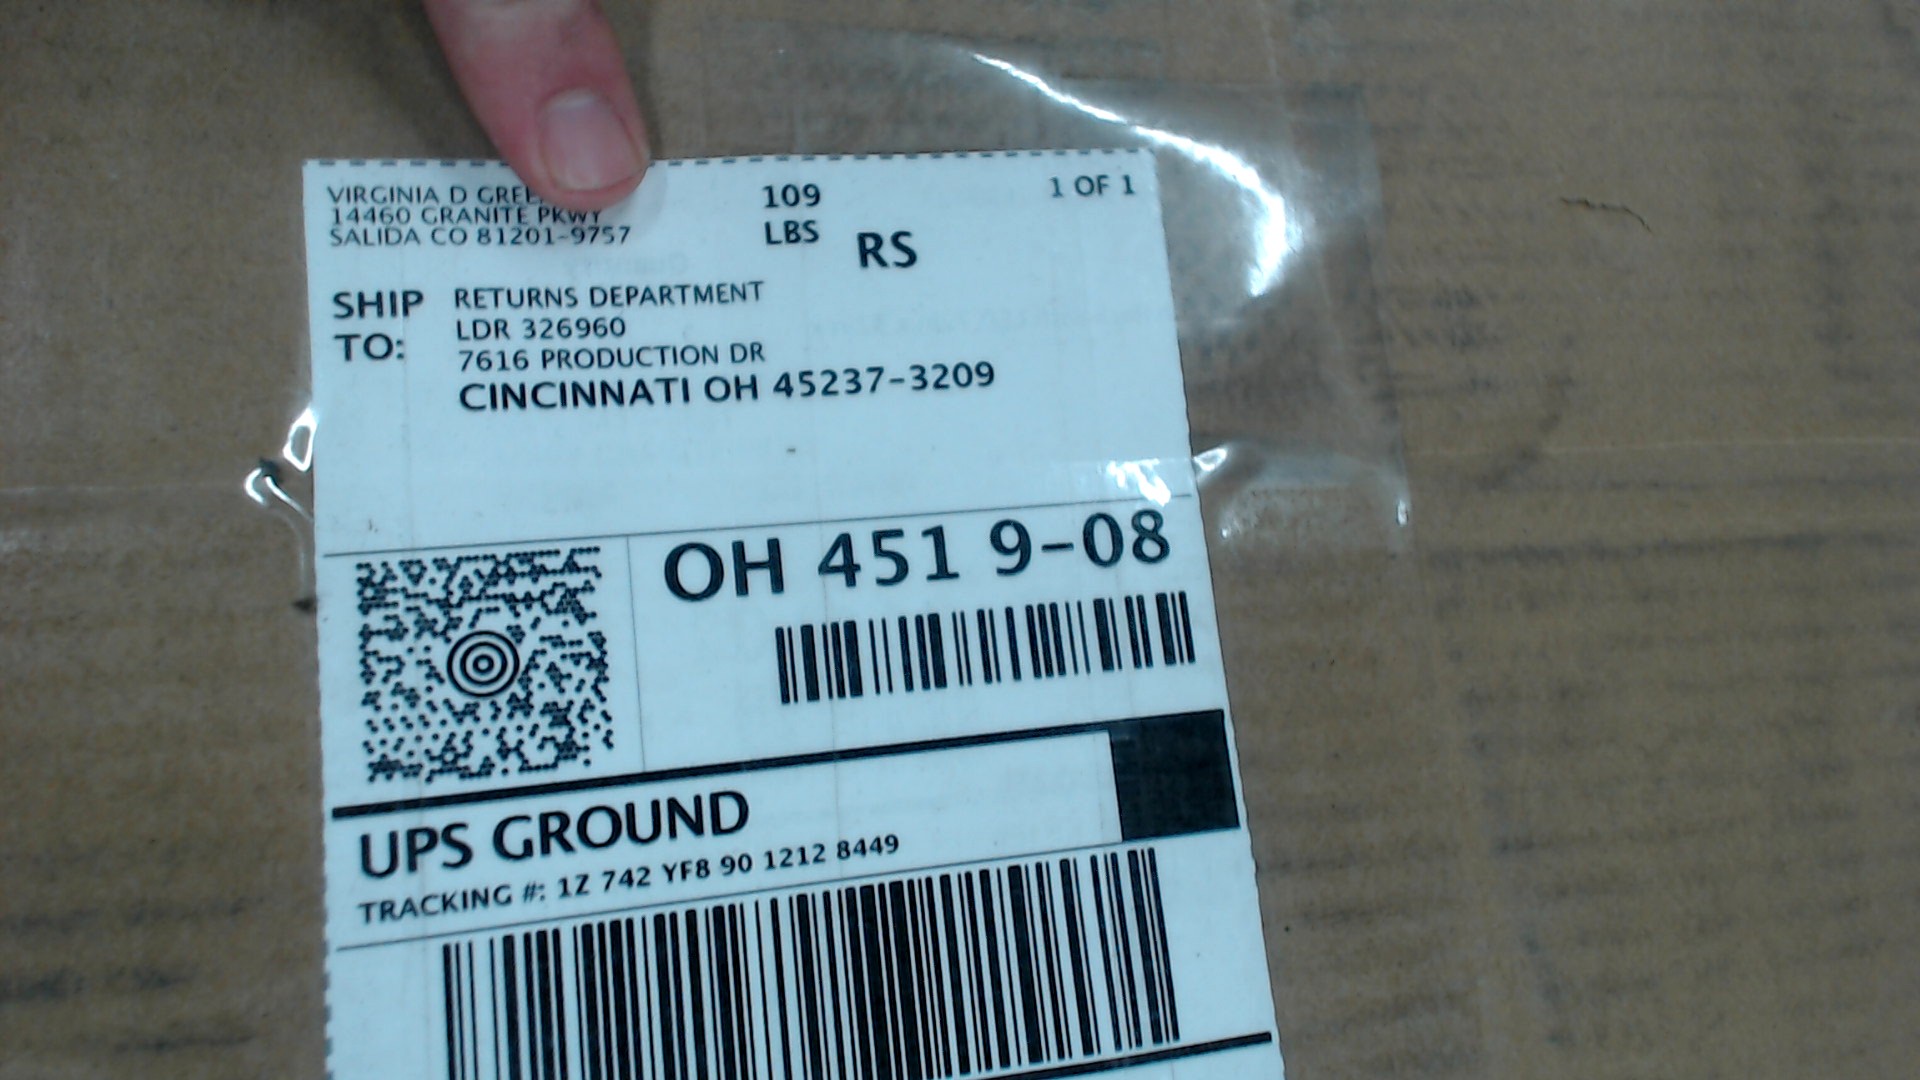 VIRGINIA D
14460 GRANITE PKWY
SALIDA CO 81201-9757
109
LBS
RS
1 OF 1
SHIP
TO:
RETURNS DEPARTMENT
LDR 326960
7616 PRODUCTION DR
CINCINNATI OH 45237-3209
OH 451 9-08
UPS GROUND
TRACKING #: 1Z 742 YF8 90 1212 8449